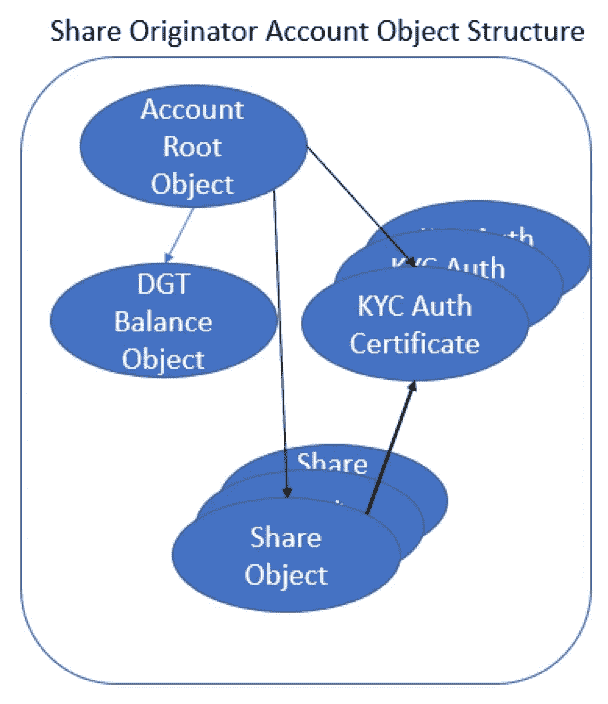 Share Originator Account Object Structure
Account
Root
Object
DGT
Balance
Object
Auth
KYC Auth
KYC Auth
Certificate
Share
Share
Object